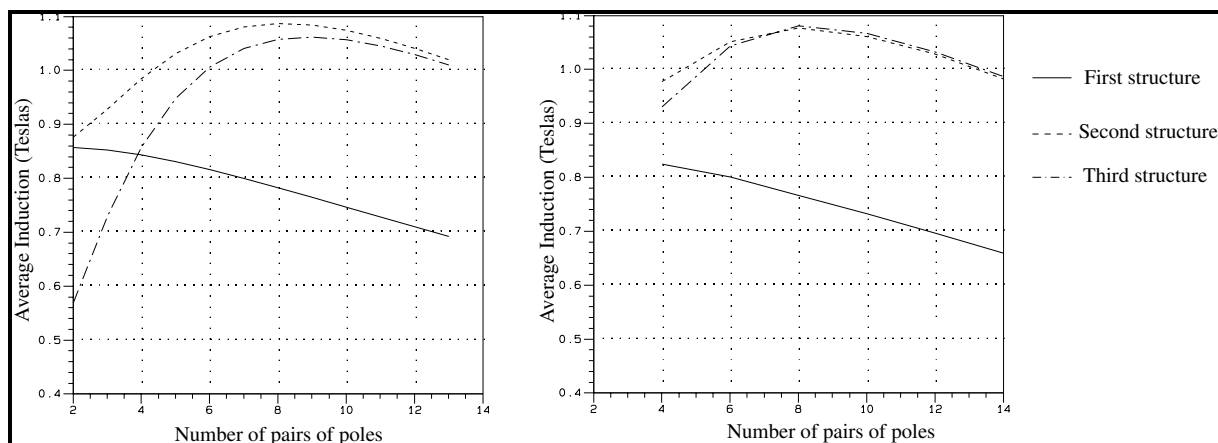 1.1
1.0
0.9
0.8
0.7
0.6
0.5
0.4
2 4 6 8 10 12 14
Average Induction (Teslas)
Number of pairs of poles
1.1
1.0
0.9
0.8
0.7
0.6
0.5
0.4
2 4 6 8 10 12 14
Average Induction (Teslas)
Number of pairs of poles
First structure
Second structure
Third structure